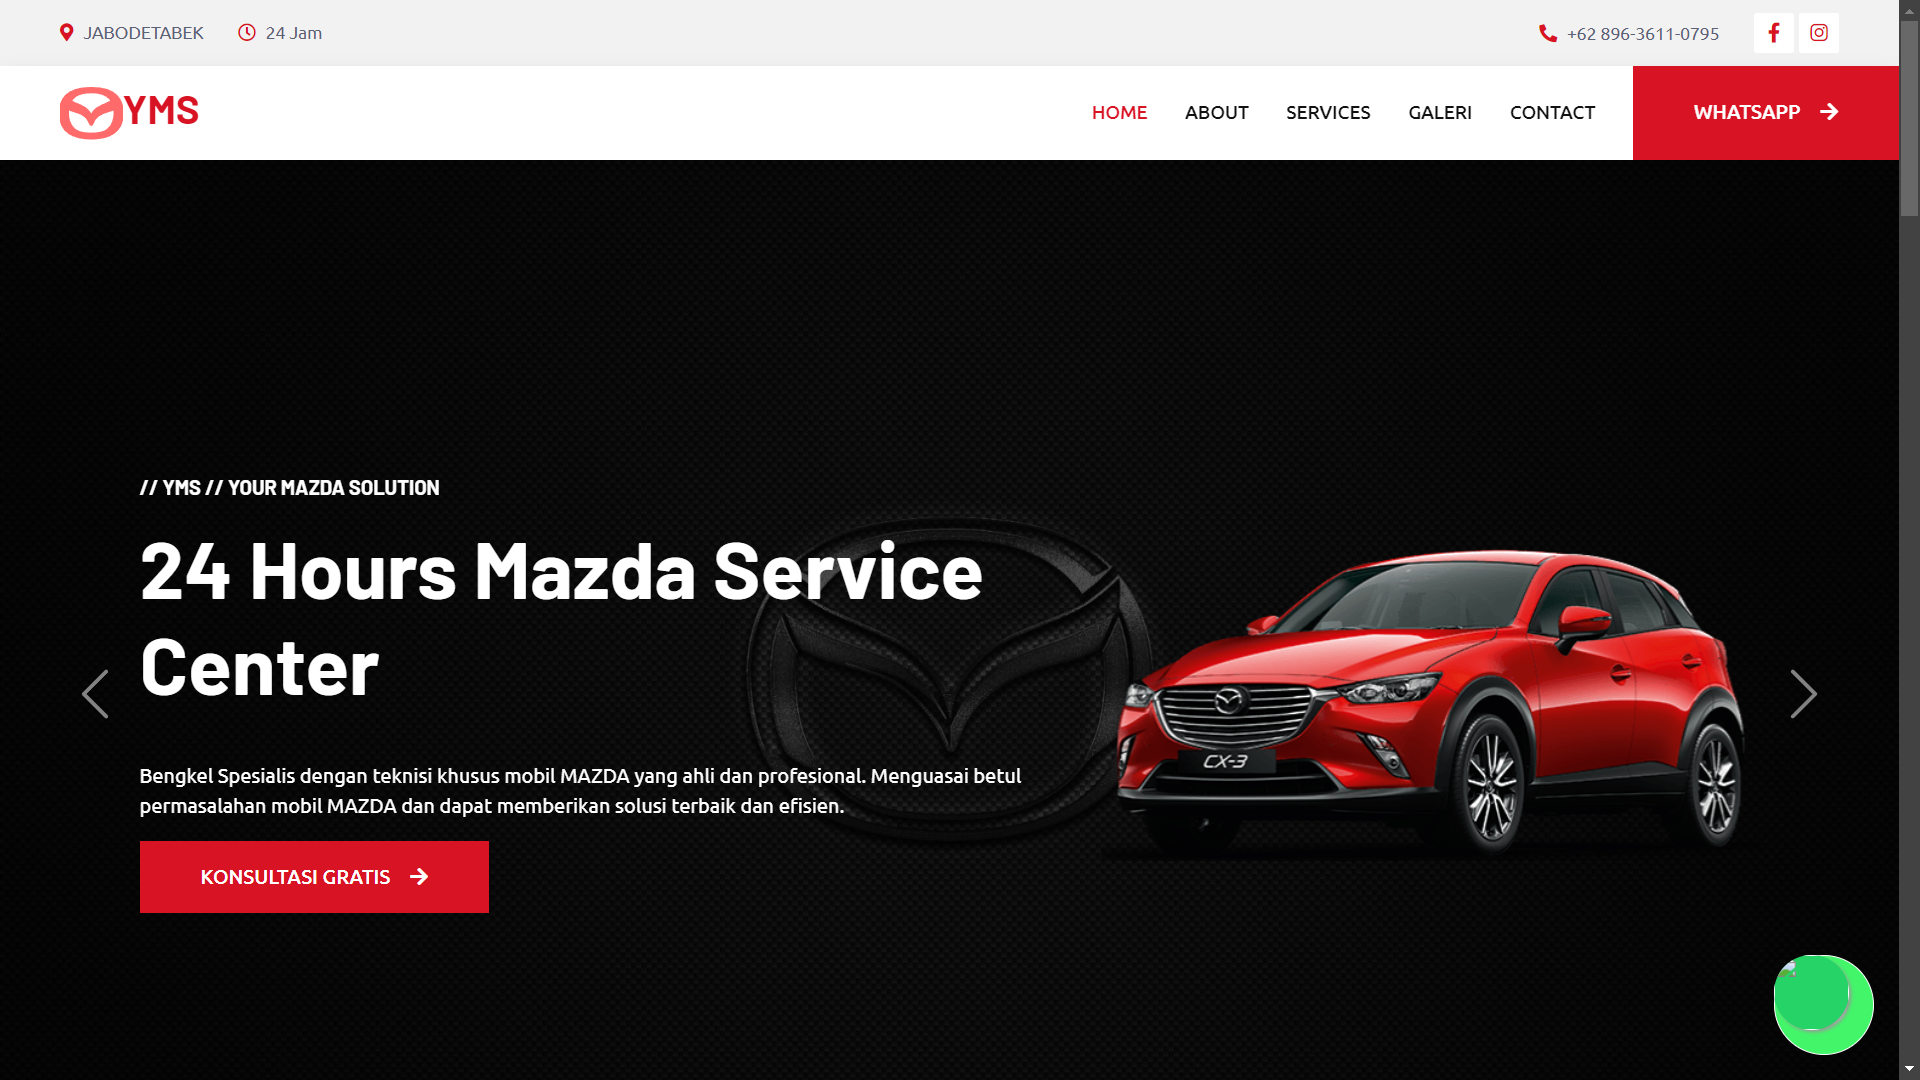 JABODETABEK
24 Jam
+62 896-3611-0795
YMS
HOME
ABOUT
SERVICES
GALERI
CONTACT
WHATSAPP
// YMS // YOUR MAZDA SOLUTION
24 Hours Mazda Service
Center
Bengkel Spesialis dengan teknisi khusus mobil MAZDA yang ahli dan profesional. Menguasai betul
permasalahan mobil MAZDA dan dapat memberikan solusi terbaik dan efisien.
CX-3
KONSULTASI GRATIS